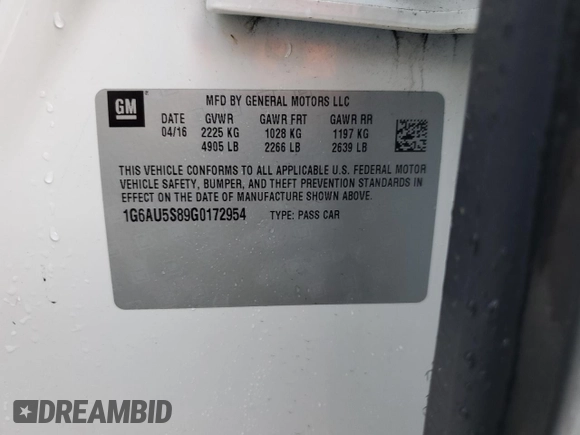 GM
MFD BY GENERAL MOTORS LLC
DATE GVWR GAWR FRT GAWR RR
04/16 2225 KG 1028 KG 1197 KG
4905 LB 2266 LB 2639 LB
THIS VEHICLE CONFORMS TO ALL APPLICABLE U.S. FEDERAL MOTOR
VEHICLE SAFETY, BUMPER, AND THEFT PREVENTION STANDARDS IN
EFFECT ON THE DATE OF MANUFACTURE SHOWN ABOVE.
1G6AU5S89G0172954 TYPE: PASS CAR
DREAMBID